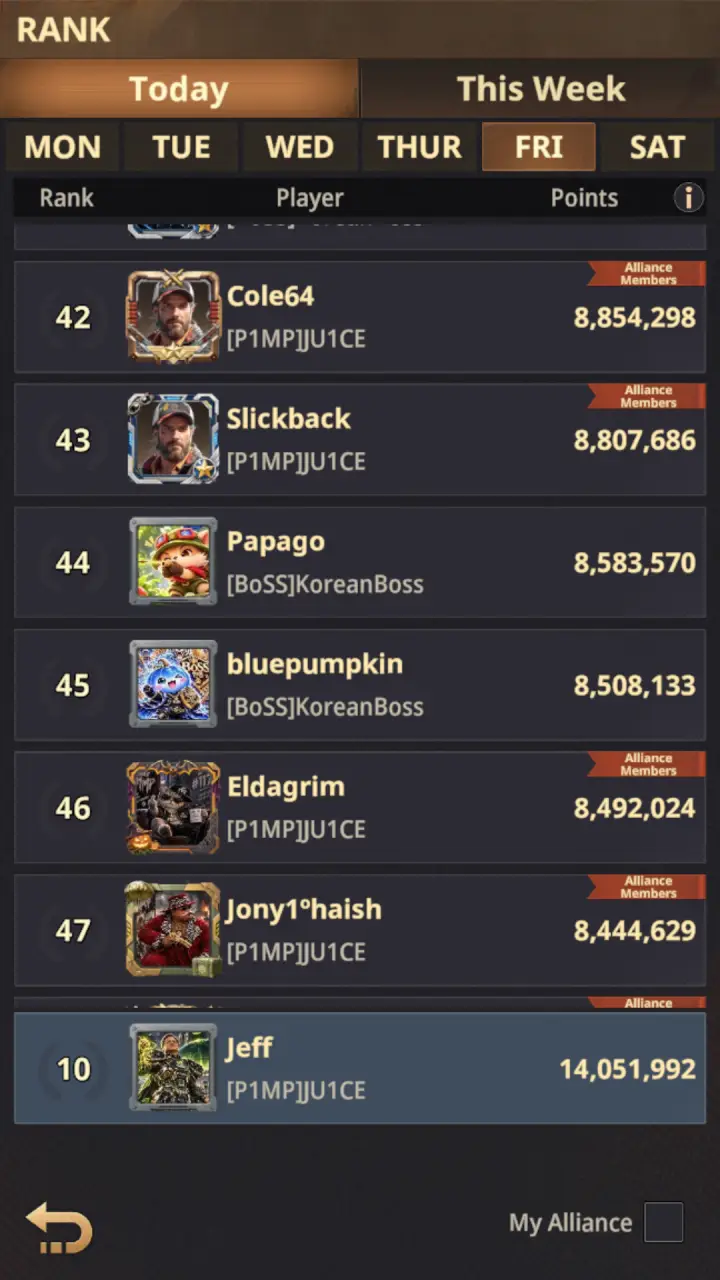 RANK
Today
This Week
MON
TUE
WED
THUR
FRI
SAT
Rank
Player
Points
Alliance
Members
42
Cole64
[P1MP]JU1CE
8,854,298
Alliance
Members
43
Slickback
[P1MP]JU1CE
8,807,686
44
Papago
[BoSS]KoreanBoss
8,583,570
45
bluepumpkin
[BoSS]KoreanBoss
8,508,133
Alliance
Members
46
Eldagrim
[P1MP]JU1CE
8,492,024
Alliance
Members
47
Jony1ºhaish
[P1MP]JU1CE
8,444,629
Alliance
10
Jeff
[P1MP]JU1CE
14,051,992
My Alliance